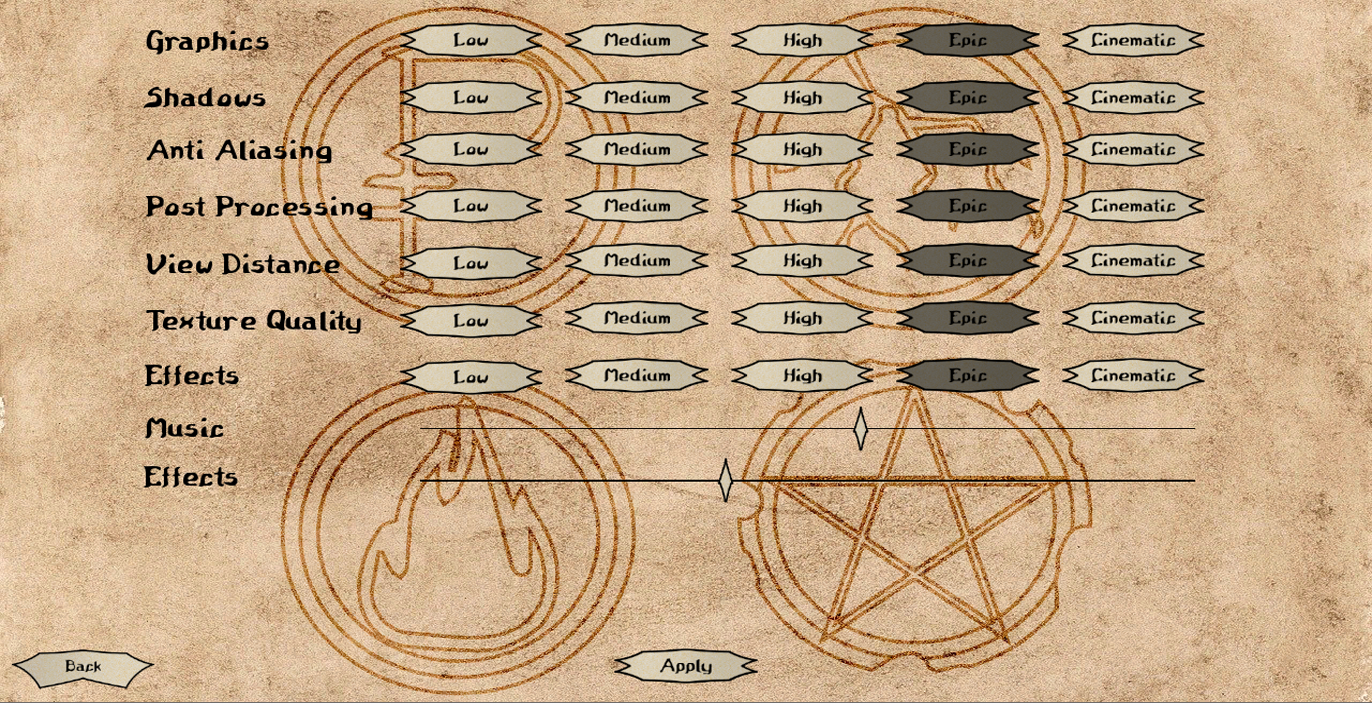 Graphics Low Medium High Epic Cinematic
Shadows Low Medium High Epic Cinematic
Anti Aliasing Low Medium High Epic Cinematic
Post Processing Low Medium High Epic Cinematic
View Distance Low Medium High Epic Cinematic
Texture Quality Low Medium High Epic Cinematic
Effects Low Medium High Epic Cinematic
Music
Effects
Back Apply